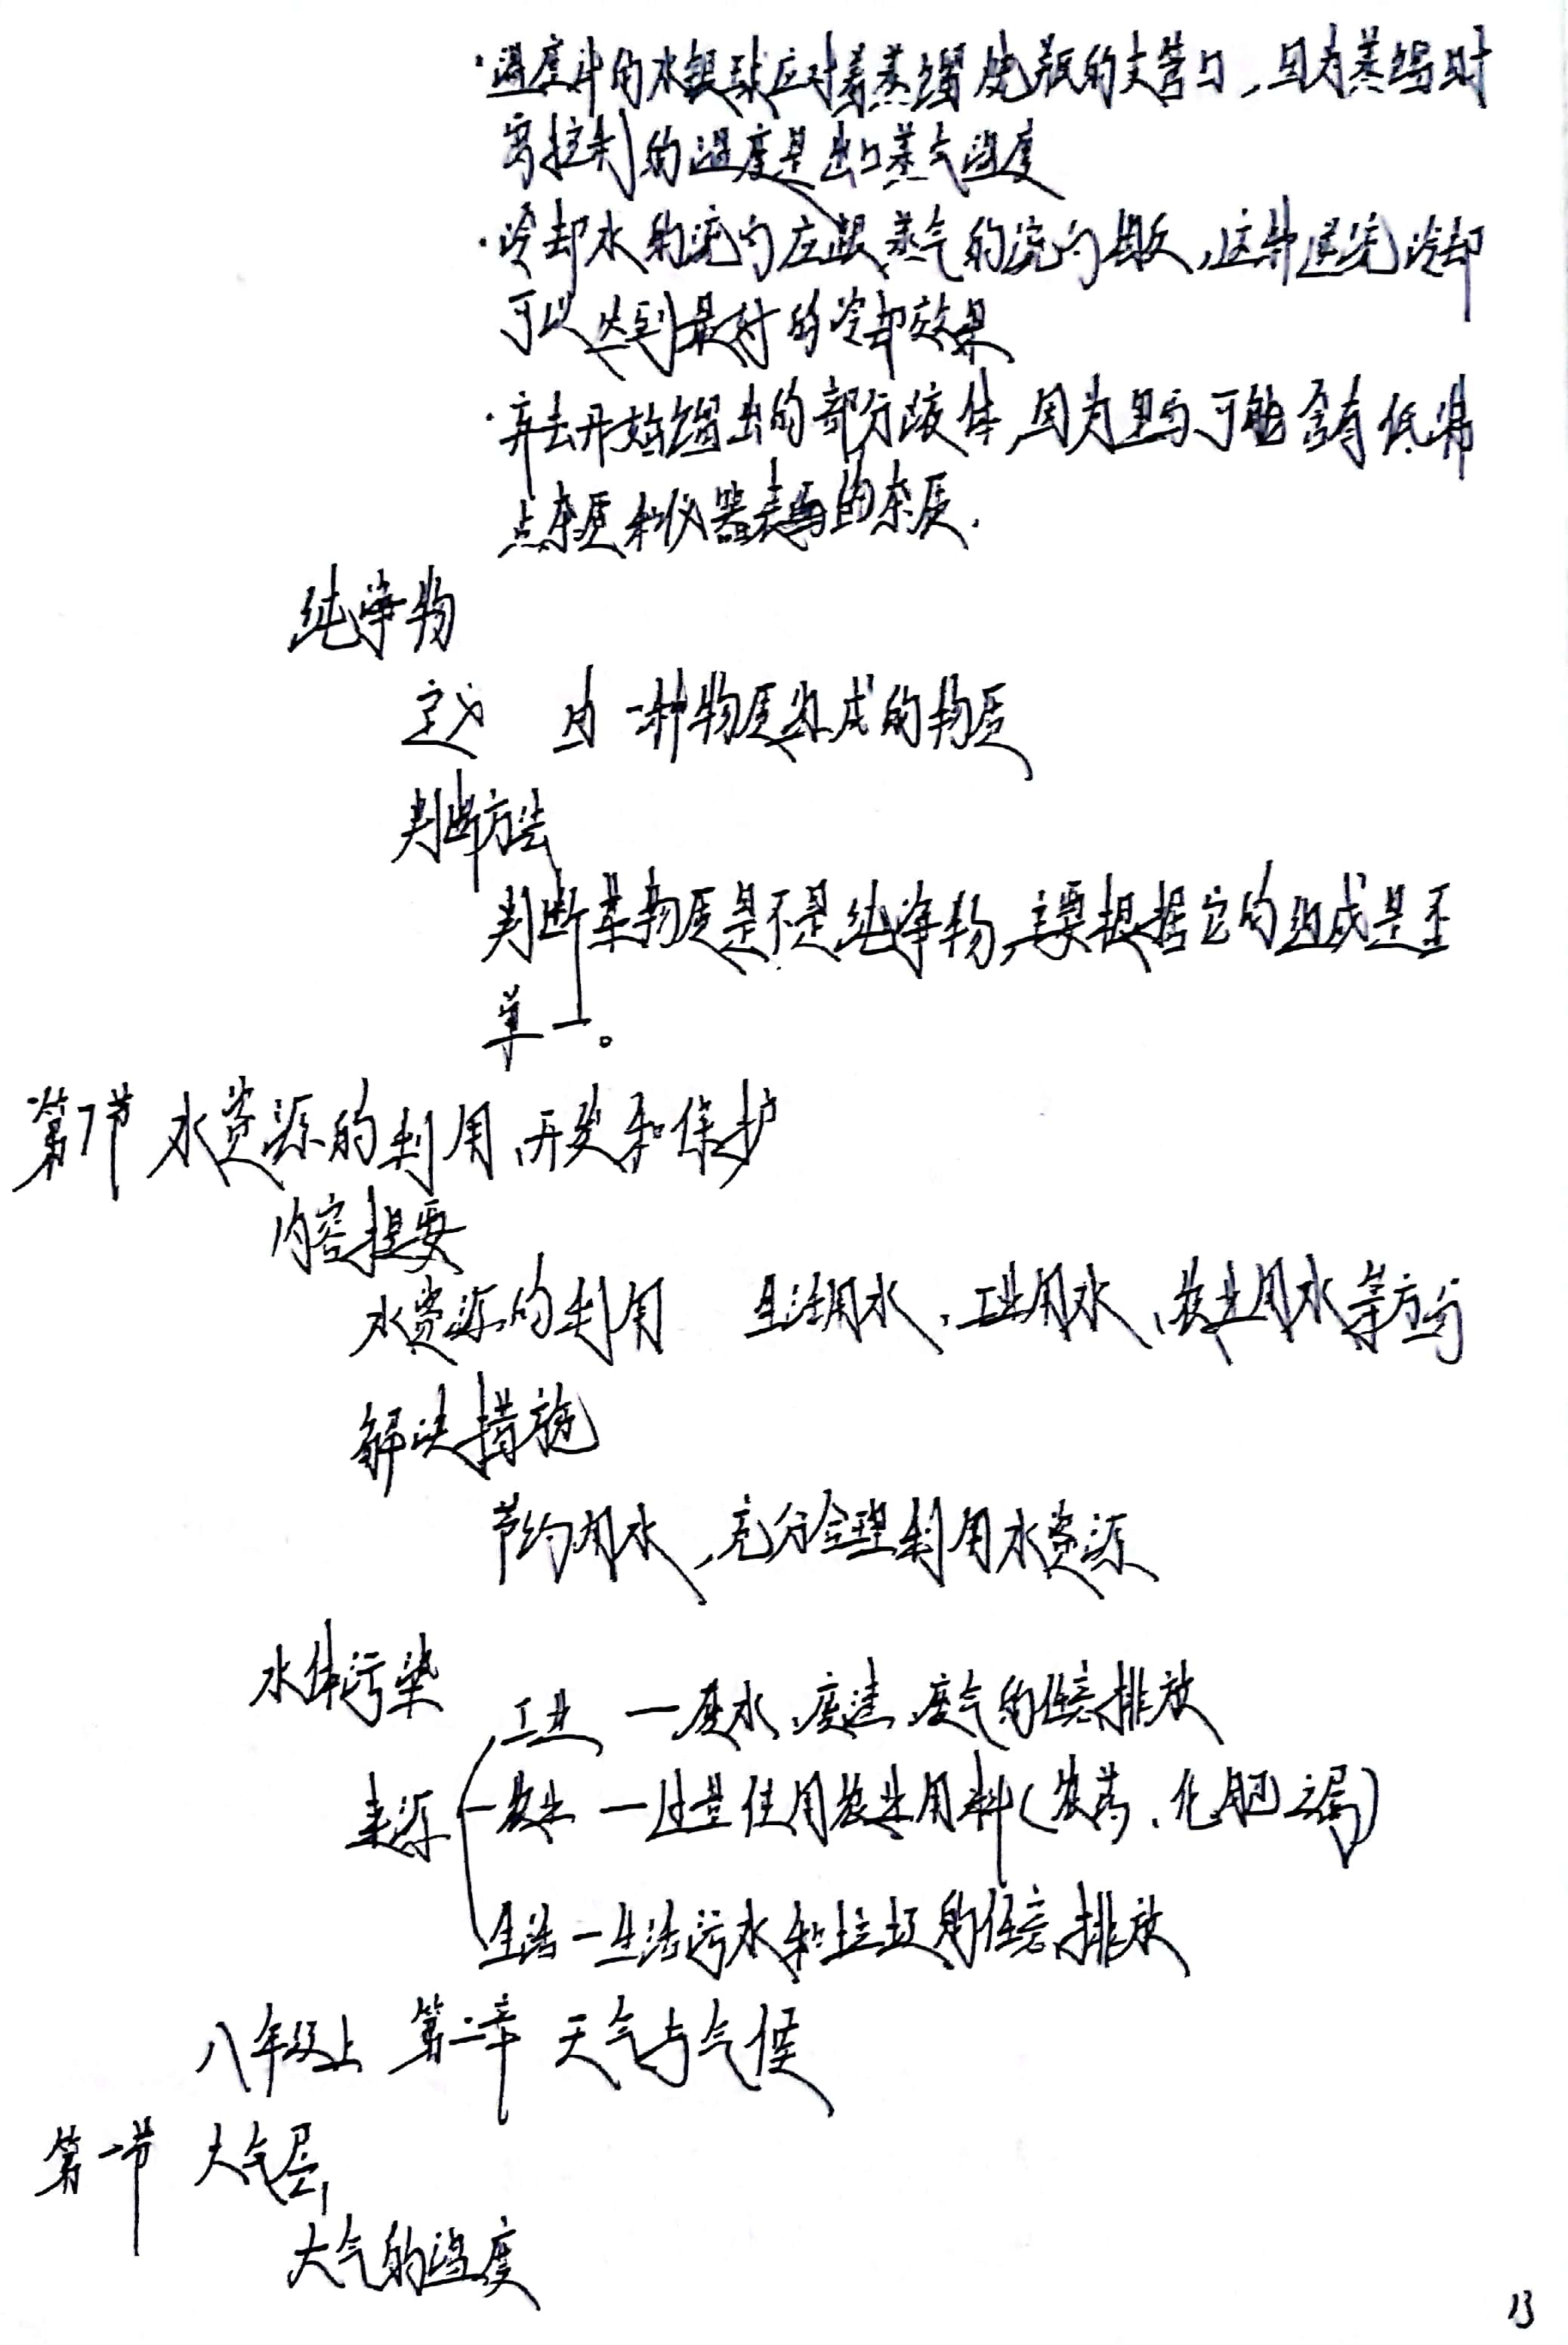 ·温度计的水银球应对着蒸馏烧瓶的支管口,因为蒸馏时
需控制的温度是出口蒸气温度
·冷却水的流向应跟蒸气的流向相反,这种逆流冷却
可以达到最好的冷却效果
·弃去开始馏出的部分液体,因为里面可能含有低沸
点杂质和仪器表面的杂质.
纯净物
定义 由一种物质组成的物质
判断方法
判断某物质是不是纯净物,主要根据它的组成是否
单一。
第7节 水资源的利用、开发和保护
内容提要
水资源的利用 生活用水、工业用水、农业用水等方面
解决措施
节约用水,充分合理利用水资源
水体污染
工业 — 废水、废渣、废气的任意排放
来源 农业 — 过量使用农业用料(农药、化肥)
生活 — 生活污水和垃圾的任意排放
八年级上 第二章 天气与气候
第一节 大气层
大气的温度
13